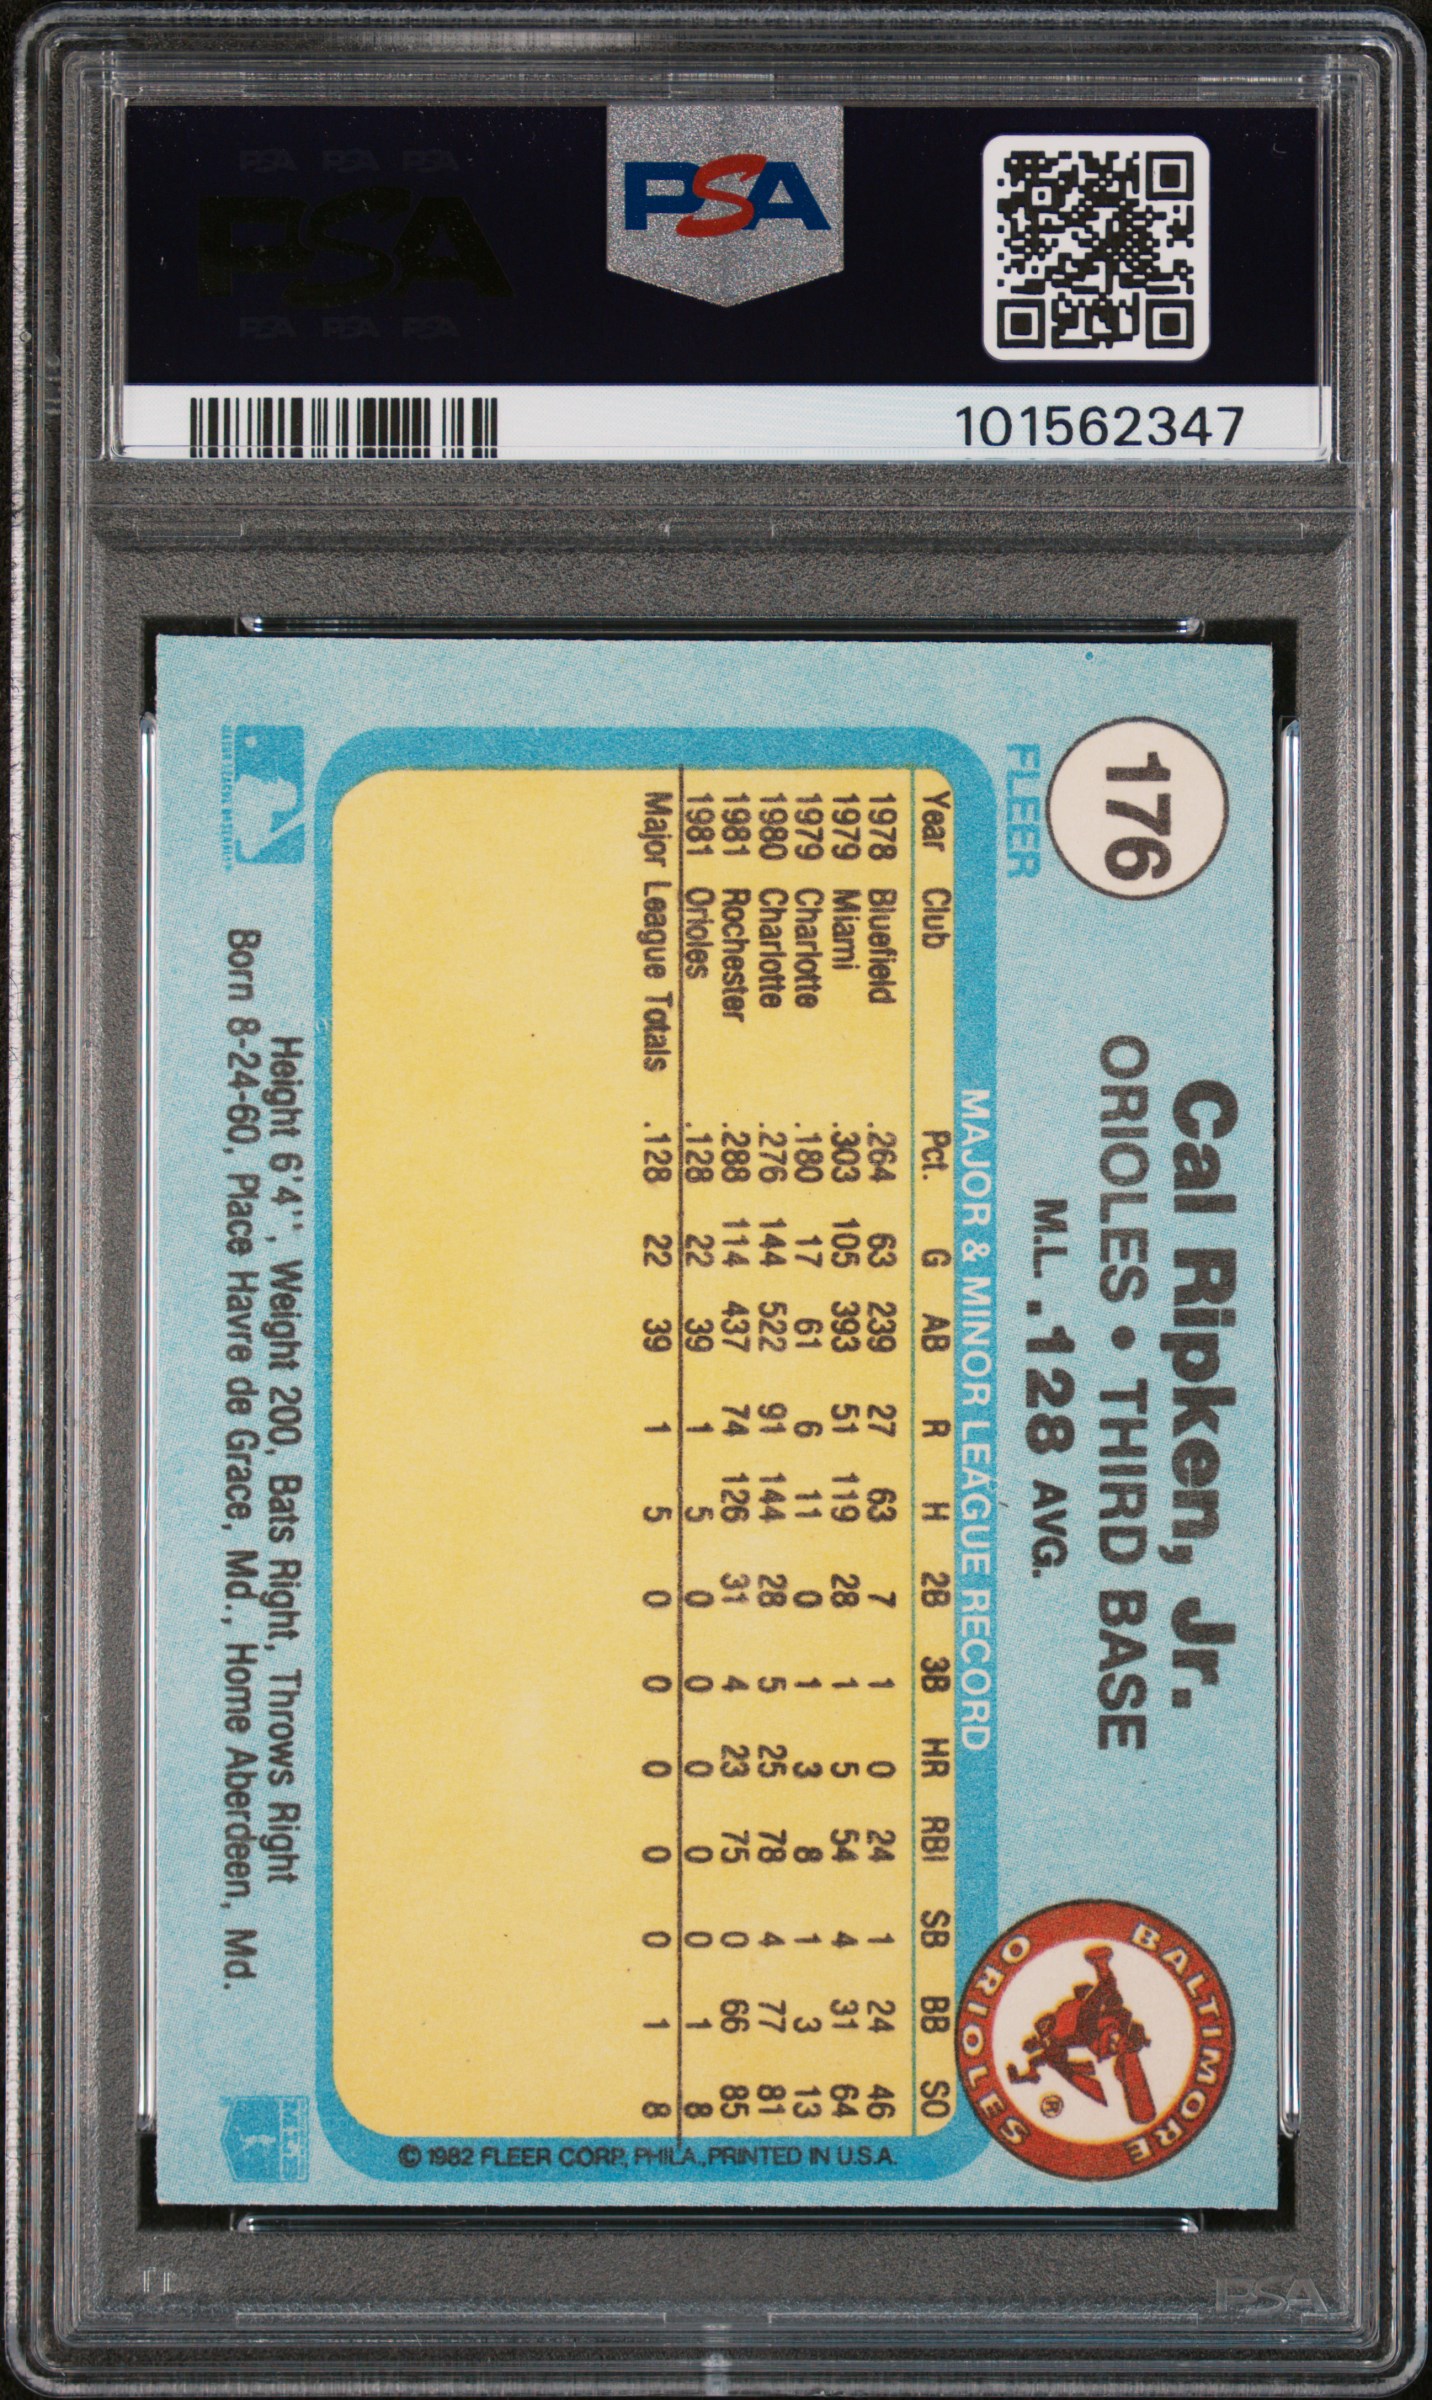 PSA PSA PSA
PSA
PSA PSA PSA
PSA
101562347
176
FLEER
Cal Ripken, Jr.
ORIOLES • THIRD BASE
M.L. .128 AVG.
BALTIMORE
ORIOLES
®
MAJOR & MINOR LEAGUE RECORD
Year Club Pct. G AB R H 2B 3B HR RBI SB BB SO
1978 Bluefield .264 63 239 27 63 7 1 0 24 1 24 46
1979 Miami .303 105 393 51 119 28 1 5 54 4 31 64
1979 Charlotte .180 17 61 6 11 0 1 3 8 1 3 13
1980 Charlotte .276 144 522 91 144 28 5 25 78 4 77 81
1981 Rochester .288 114 437 74 126 31 4 23 75 0 66 85
1981 Orioles .128 22 39 1 5 0 0 0 0 0 1 8
Major League Totals .128 22 39 1 5 0 0 0 0 0 1 8
© 1982 FLEER CORP., PHILA., PRINTED IN U.S.A.
Height 6'4'', Weight 200, Bats Right, Throws Right
Born 8-24-60, Place Havre de Grace, Md., Home Aberdeen, Md.
PSA